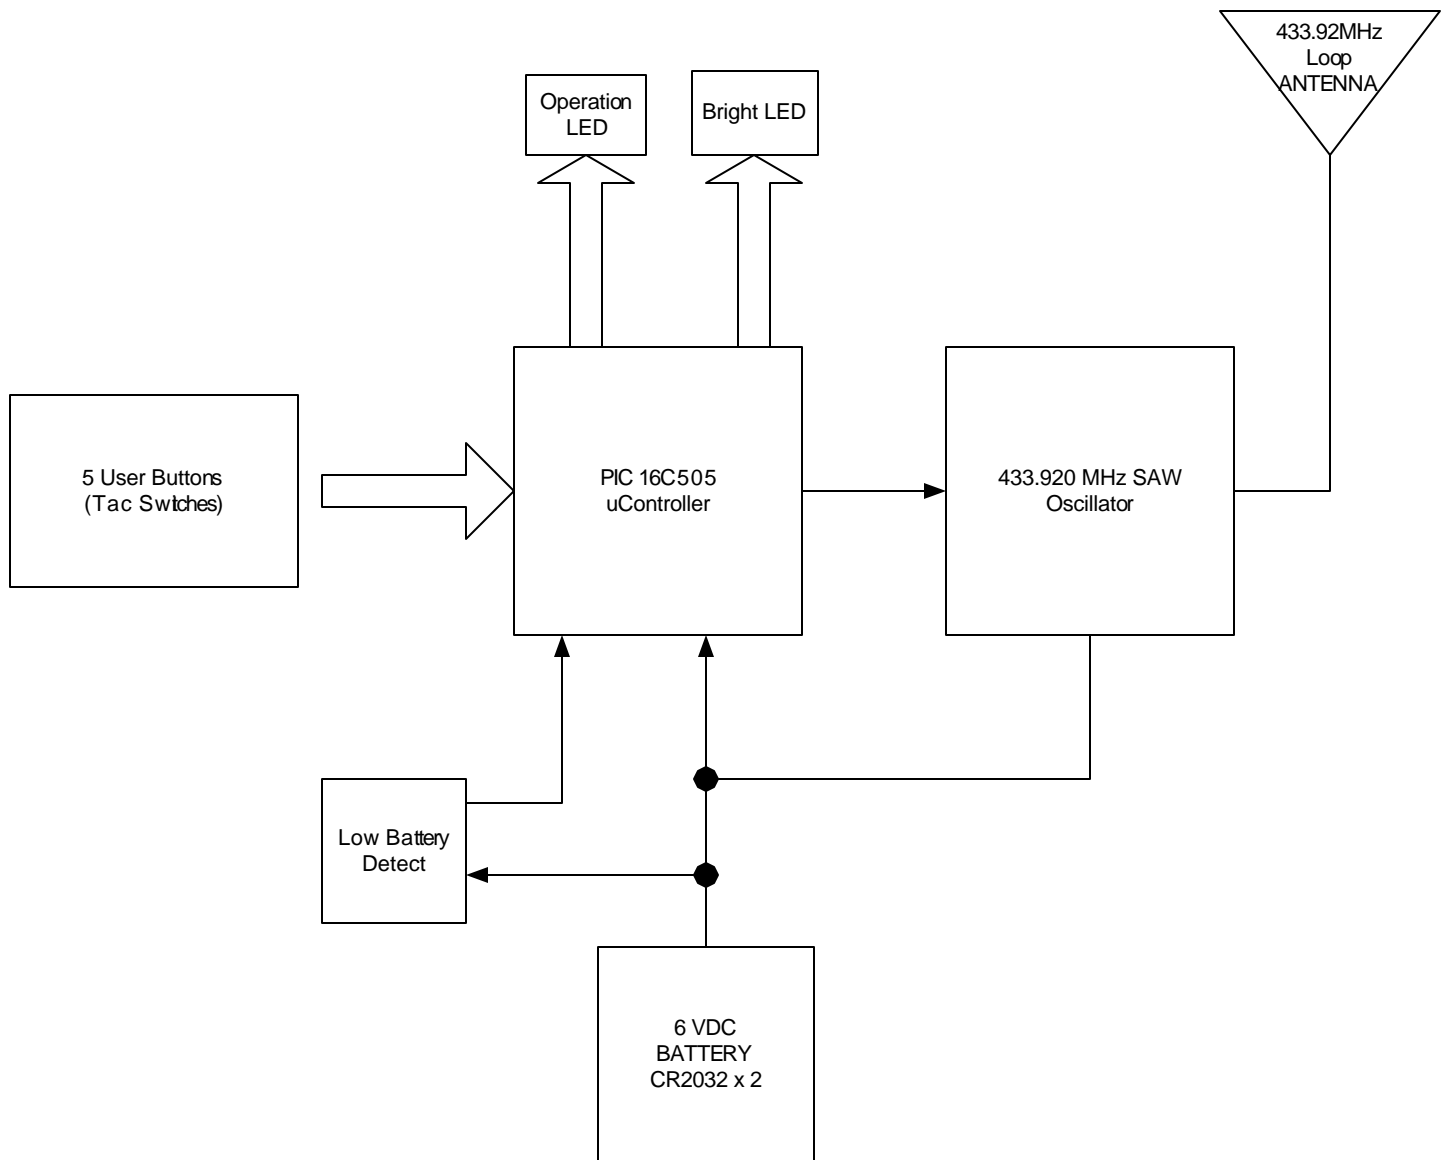 433.92MHz
Loop
ANTENNA
Operation
LED
Bright LED
5 User Buttons
(Tac Switches)
PIC 16C505
uController
433.920 MHz SAW
Oscillator
Low Battery
Detect
6 VDC
BATTERY
CR2032 x 2